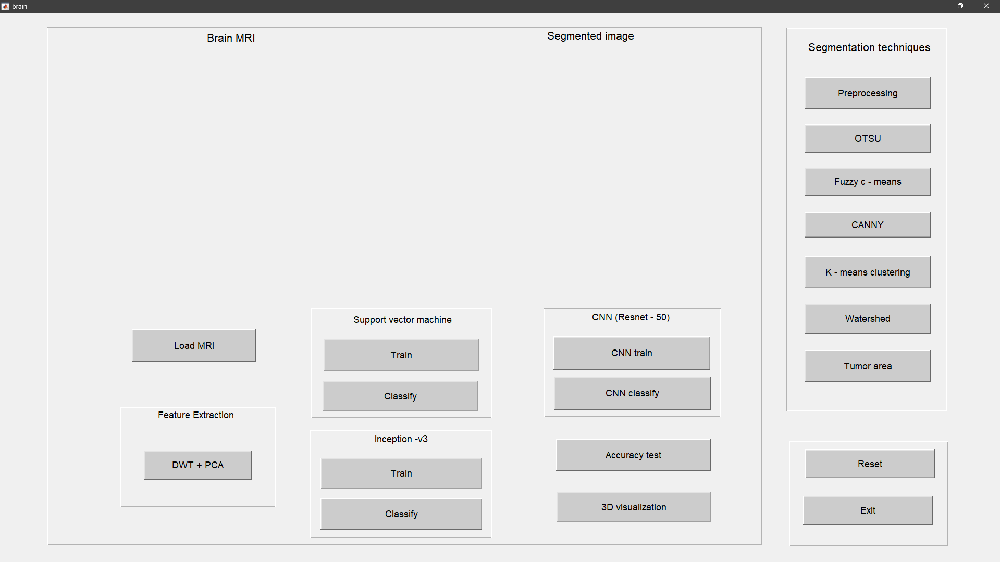 brain
Brain MRI
Segmented image
Load MRI
Feature Extraction
DWT + PCA
Support vector machine
Train
Classify
Inception -v3
Train
Classify
CNN (Resnet - 50)
CNN train
CNN classify
Accuracy test
3D visualization
Segmentation techniques
Preprocessing
OTSU
Fuzzy c - means
CANNY
K - means clustering
Watershed
Tumor area
Reset
Exit